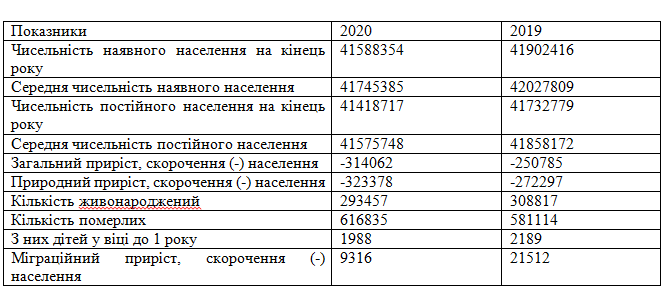 Показники 2020 2019
Чисельність наявного населення на кінець 41588354 41902416
року
Середня чисельність наявного населення 41745385 42027809
Чисельність постійного населення на кінець 41418717 41732779
року
Середня чисельність постійного населення 41575748 41858172
Загальний приріст, скорочення (-) населення -314062 -250785
Природний приріст, скорочення (-) населення -323378 -272297
Кількість живонароджений 293457 308817
Кількість померлих 616835 581114
З них дітей у віці до 1 року 1988 2189
Міграційний приріст, скорочення (-) 9316 21512
населення